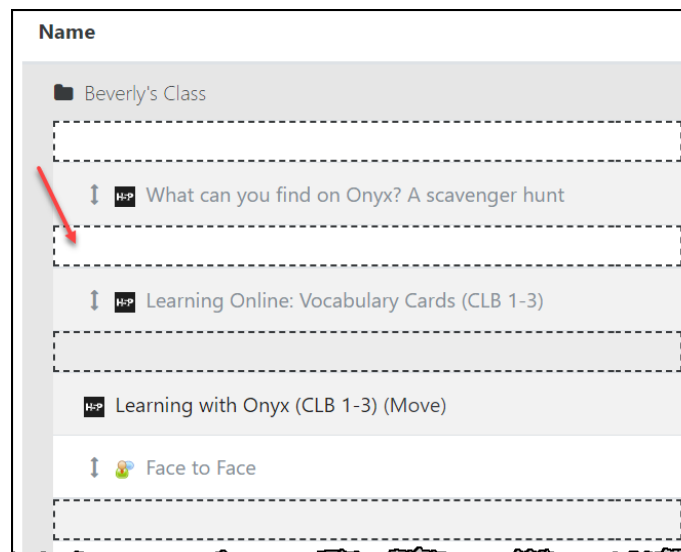 Name
Beverly's Class
H-P What can you find on Onyx? A scavenger hunt
H-P Learning Online: Vocabulary Cards (CLB 1-3)
H-P Learning with Onyx (CLB 1-3) (Move)
Face to Face